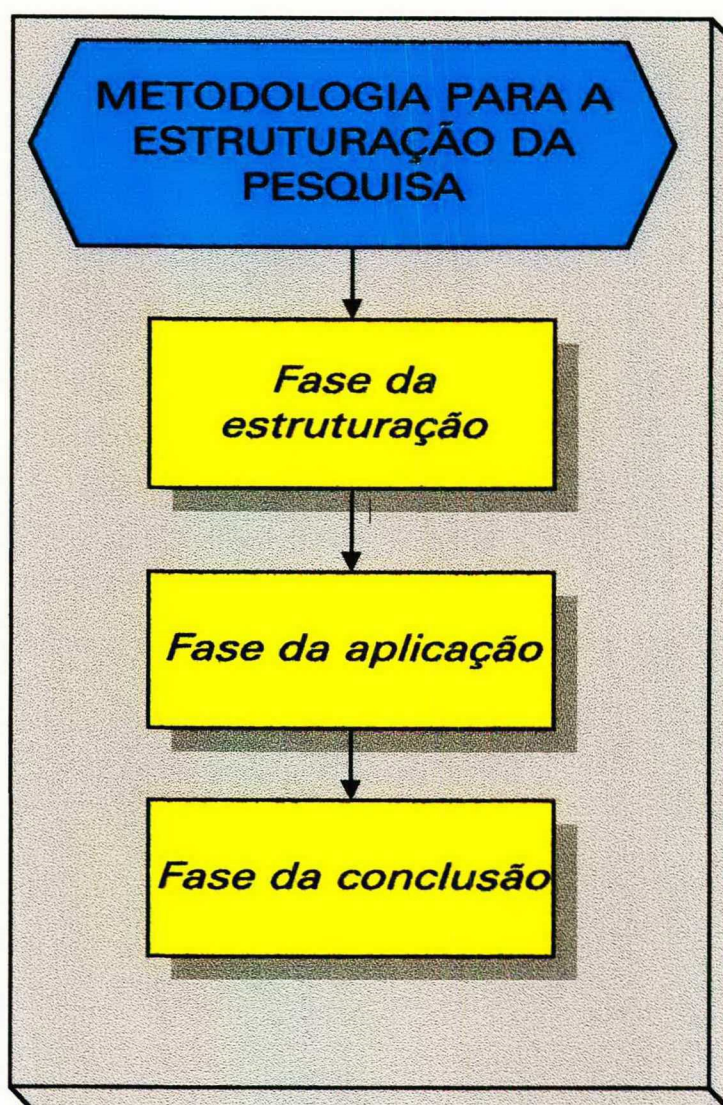 METODOLOGIA PARA A
ESTRUTURAÇÃO DA
PESQUISA
Fase da
estruturação
Fase da aplicação
Fase da conclusão